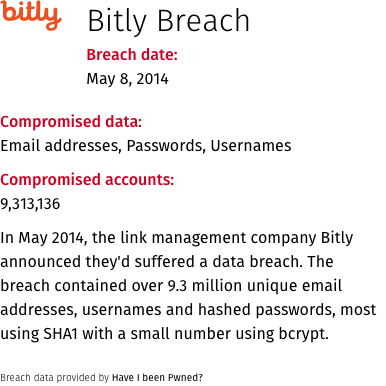 bitly
Bitly Breach
Breach date:
May 8, 2014
Compromised data:
Email addresses, Passwords, Usernames
Compromised accounts:
9,313,136
In May 2014, the link management company Bitly
announced they'd suffered a data breach. The
breach contained over 9.3 million unique email
addresses, usernames and hashed passwords, most
using SHA1 with a small number using bcrypt.
Breach data provided by Have I been Pwned?